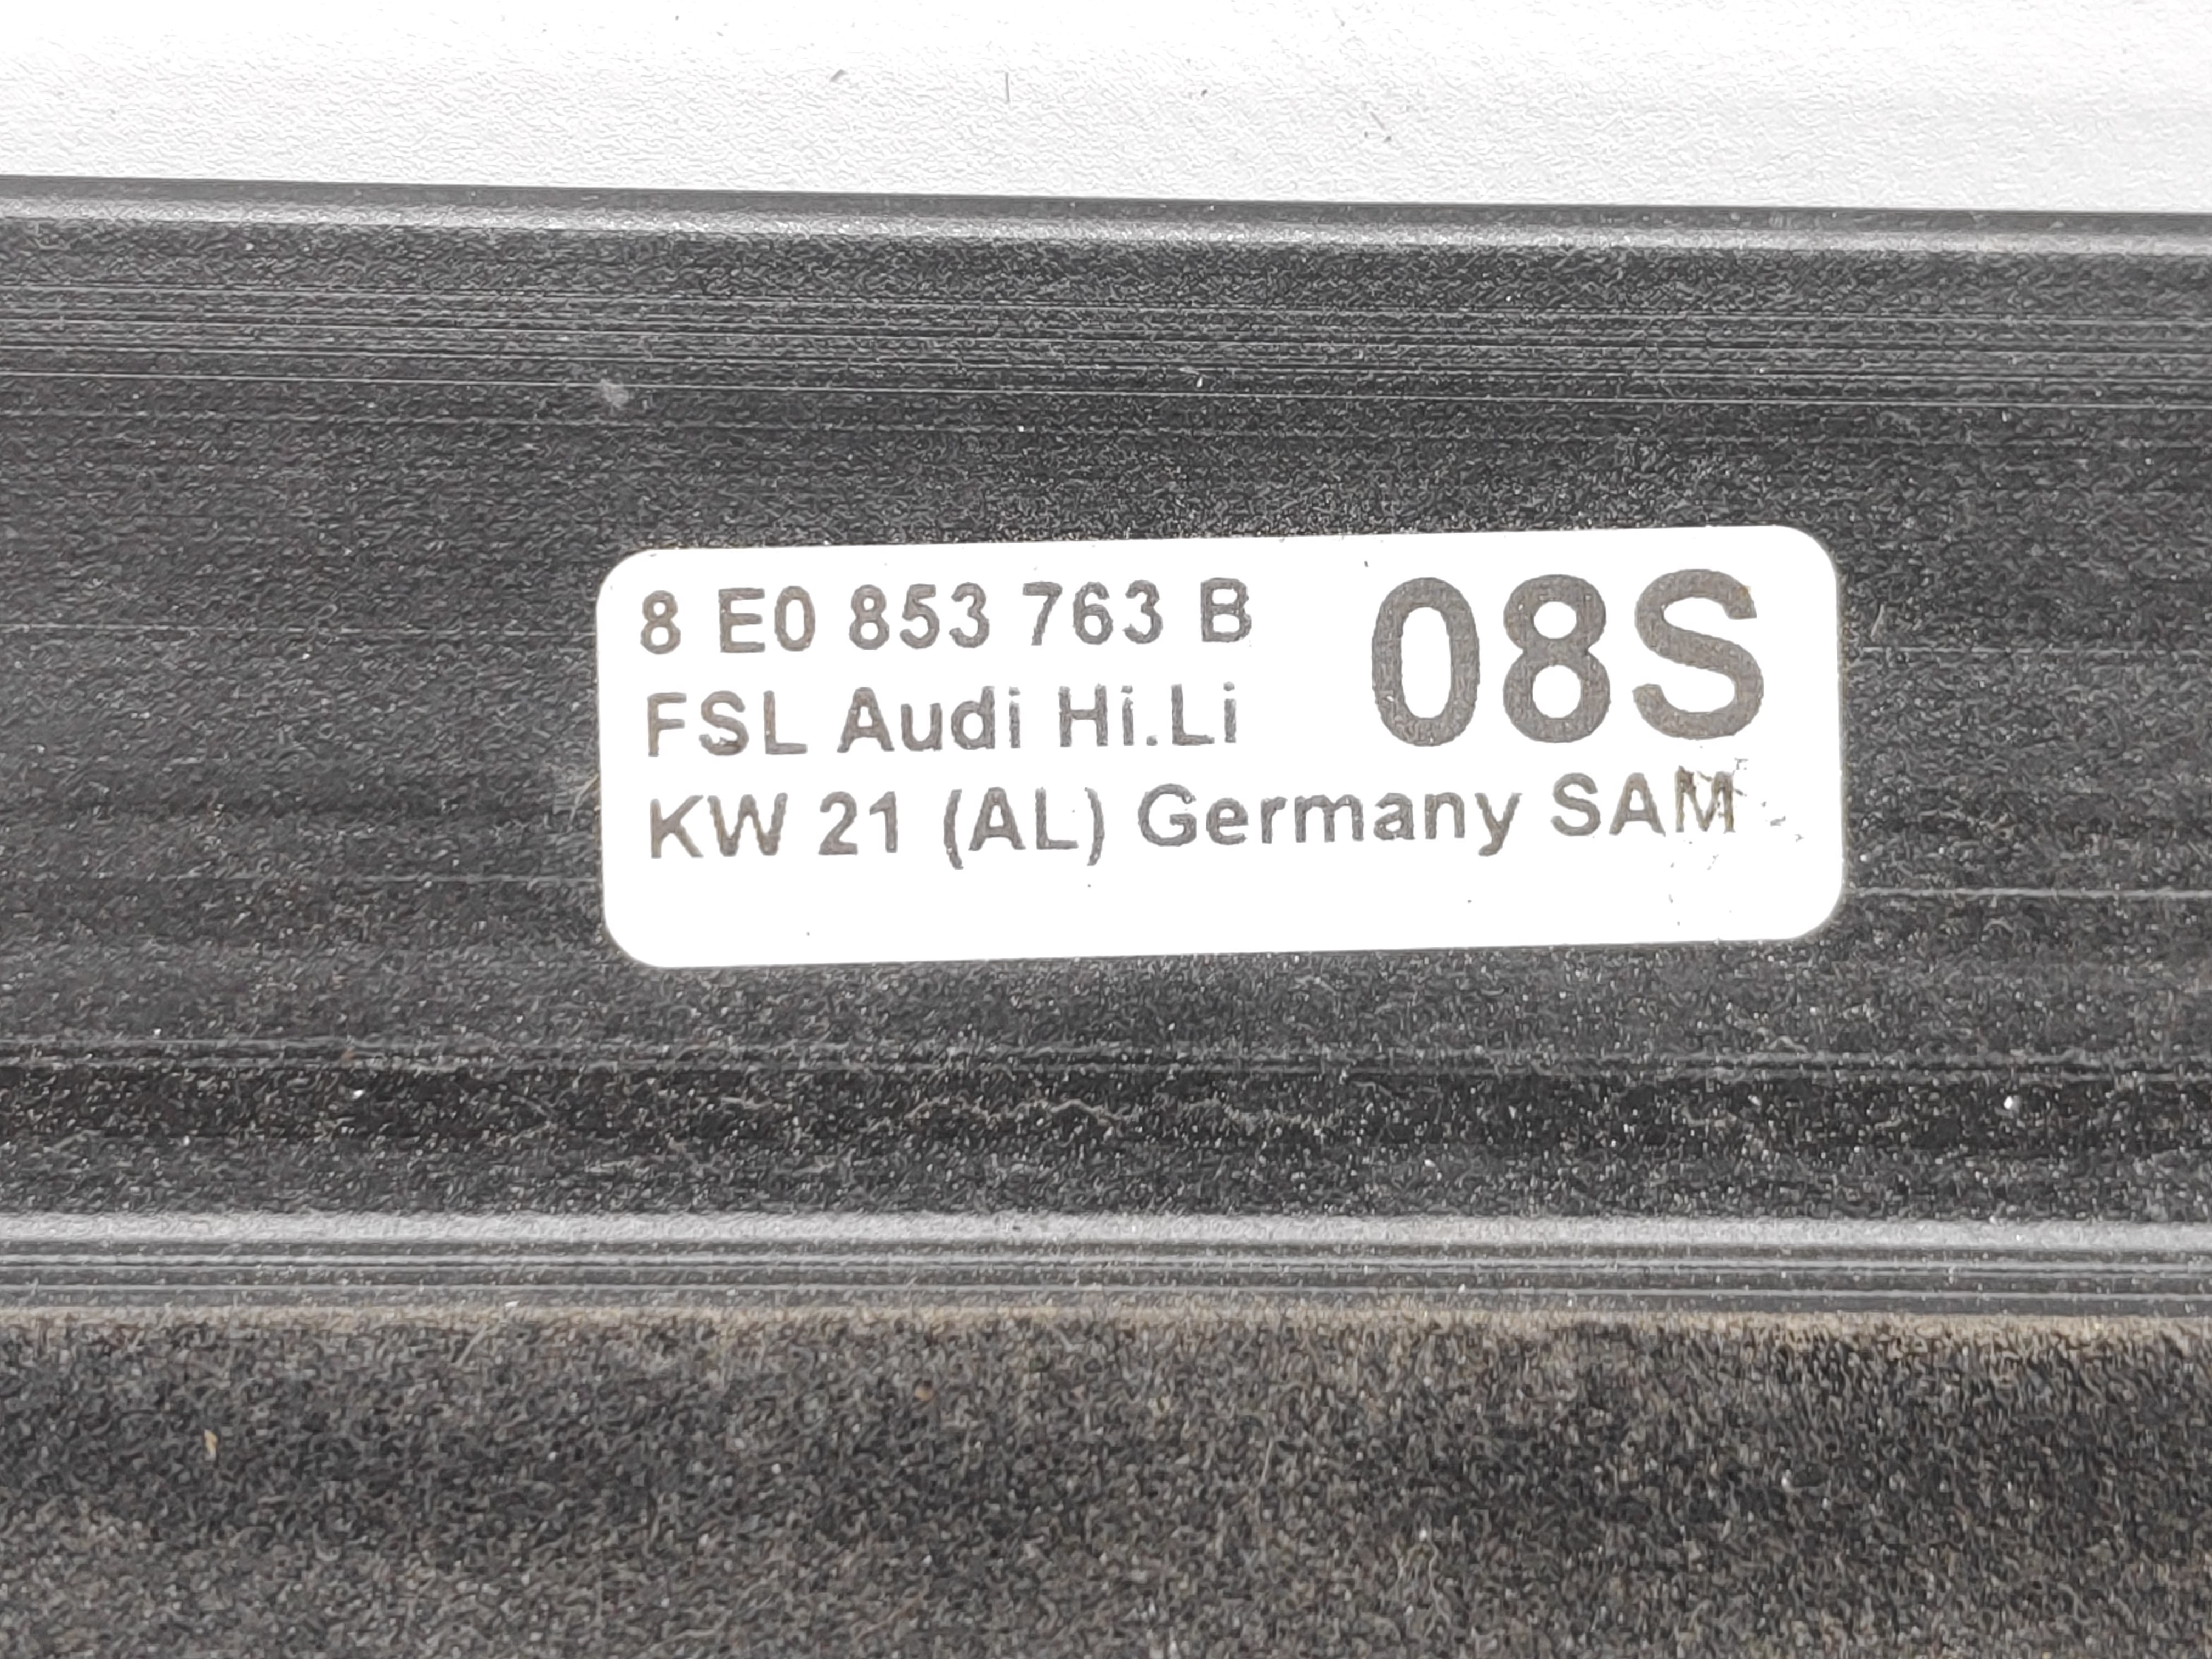 8 E0 853 763 B
08S
FSL Audi Hi.Li
KW 21 (AL) Germany SAM